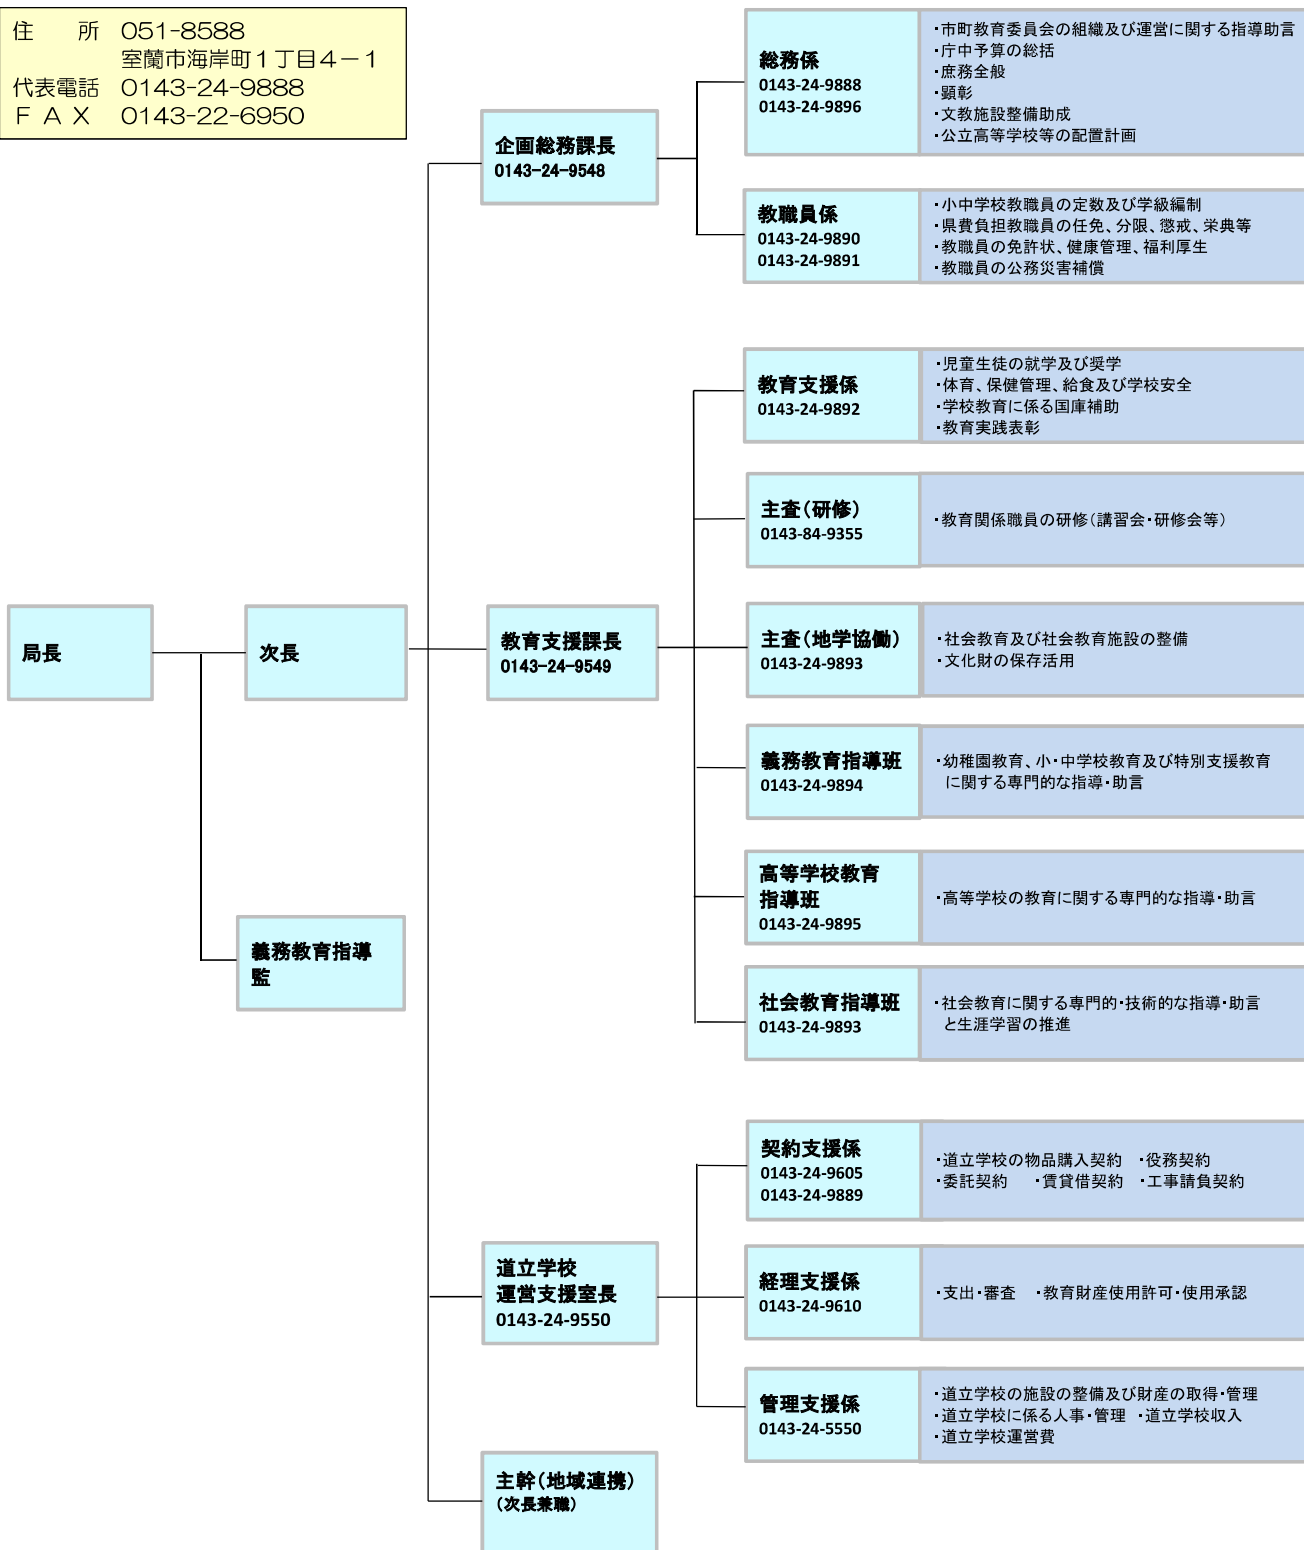 住　所 051-8588
室蘭市海岸町１丁目４－１
代表電話 0143-24-9888
ＦＡＸ 0143-22-6950
局長
次長
義務教育指導
監
企画総務課長
0143-24-9548
総務係
0143-24-9888
0143-24-9896
・市町教育委員会の組織及び運営に関する指導助言
・庁中予算の総括
・庶務全般
・顕彰
・文教施設整備助成
・公立高等学校等の配置計画
教職員係
0143-24-9890
0143-24-9891
・小中学校教職員の定数及び学級編制
・県費負担教職員の任免、分限、懲戒、栄典等
・教職員の免許状、健康管理、福利厚生
・教職員の公務災害補償
教育支援課長
0143-24-9549
教育支援係
0143-24-9892
・児童生徒の就学及び奨学
・体育、保健管理、給食及び学校安全
・学校教育に係る国庫補助
・教育実践表彰
主査（研修）
0143-84-9355
・教育関係職員の研修（講習会・研修会等）
主査（地学協働）
0143-24-9893
・社会教育及び社会教育施設の整備
・文化財の保存活用
義務教育指導班
0143-24-9894
・幼稚園教育、小・中学校教育及び特別支援教育
に関する専門的な指導・助言
高等学校教育
指導班
0143-24-9895
・高等学校の教育に関する専門的な指導・助言
社会教育指導班
0143-24-9893
・社会教育に関する専門的・技術的な指導・助言
と生涯学習の推進
道立学校
運営支援室長
0143-24-9550
契約支援係
0143-24-9605
0143-24-9889
・道立学校の物品購入契約　・役務契約
・委託契約　・賃貸借契約　・工事請負契約
経理支援係
0143-24-9610
・支出・審査　・教育財産使用許可・使用承認
管理支援係
0143-24-5550
・道立学校の施設の整備及び財産の取得・管理
・道立学校に係る人事・管理　・道立学校収入
・道立学校運営費
主幹（地域連携）
（次長兼職）